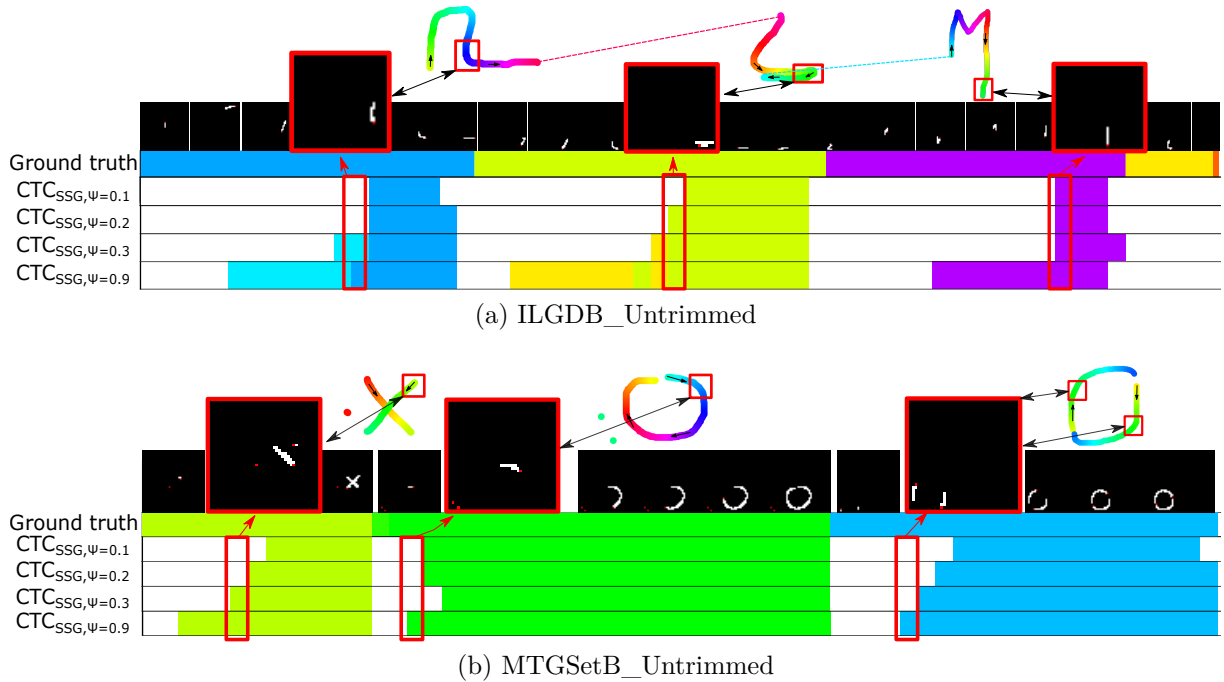 Ground truth
CTCSSG,Ψ=0.1
CTCSSG,Ψ=0.2
CTCSSG,Ψ=0.3
CTCSSG,Ψ=0.9
(a) ILGDB_Untrimmed
Ground truth
CTCSSG,Ψ=0.1
CTCSSG,Ψ=0.2
CTCSSG,Ψ=0.3
CTCSSG,Ψ=0.9
(b) MTGSetB_Untrimmed